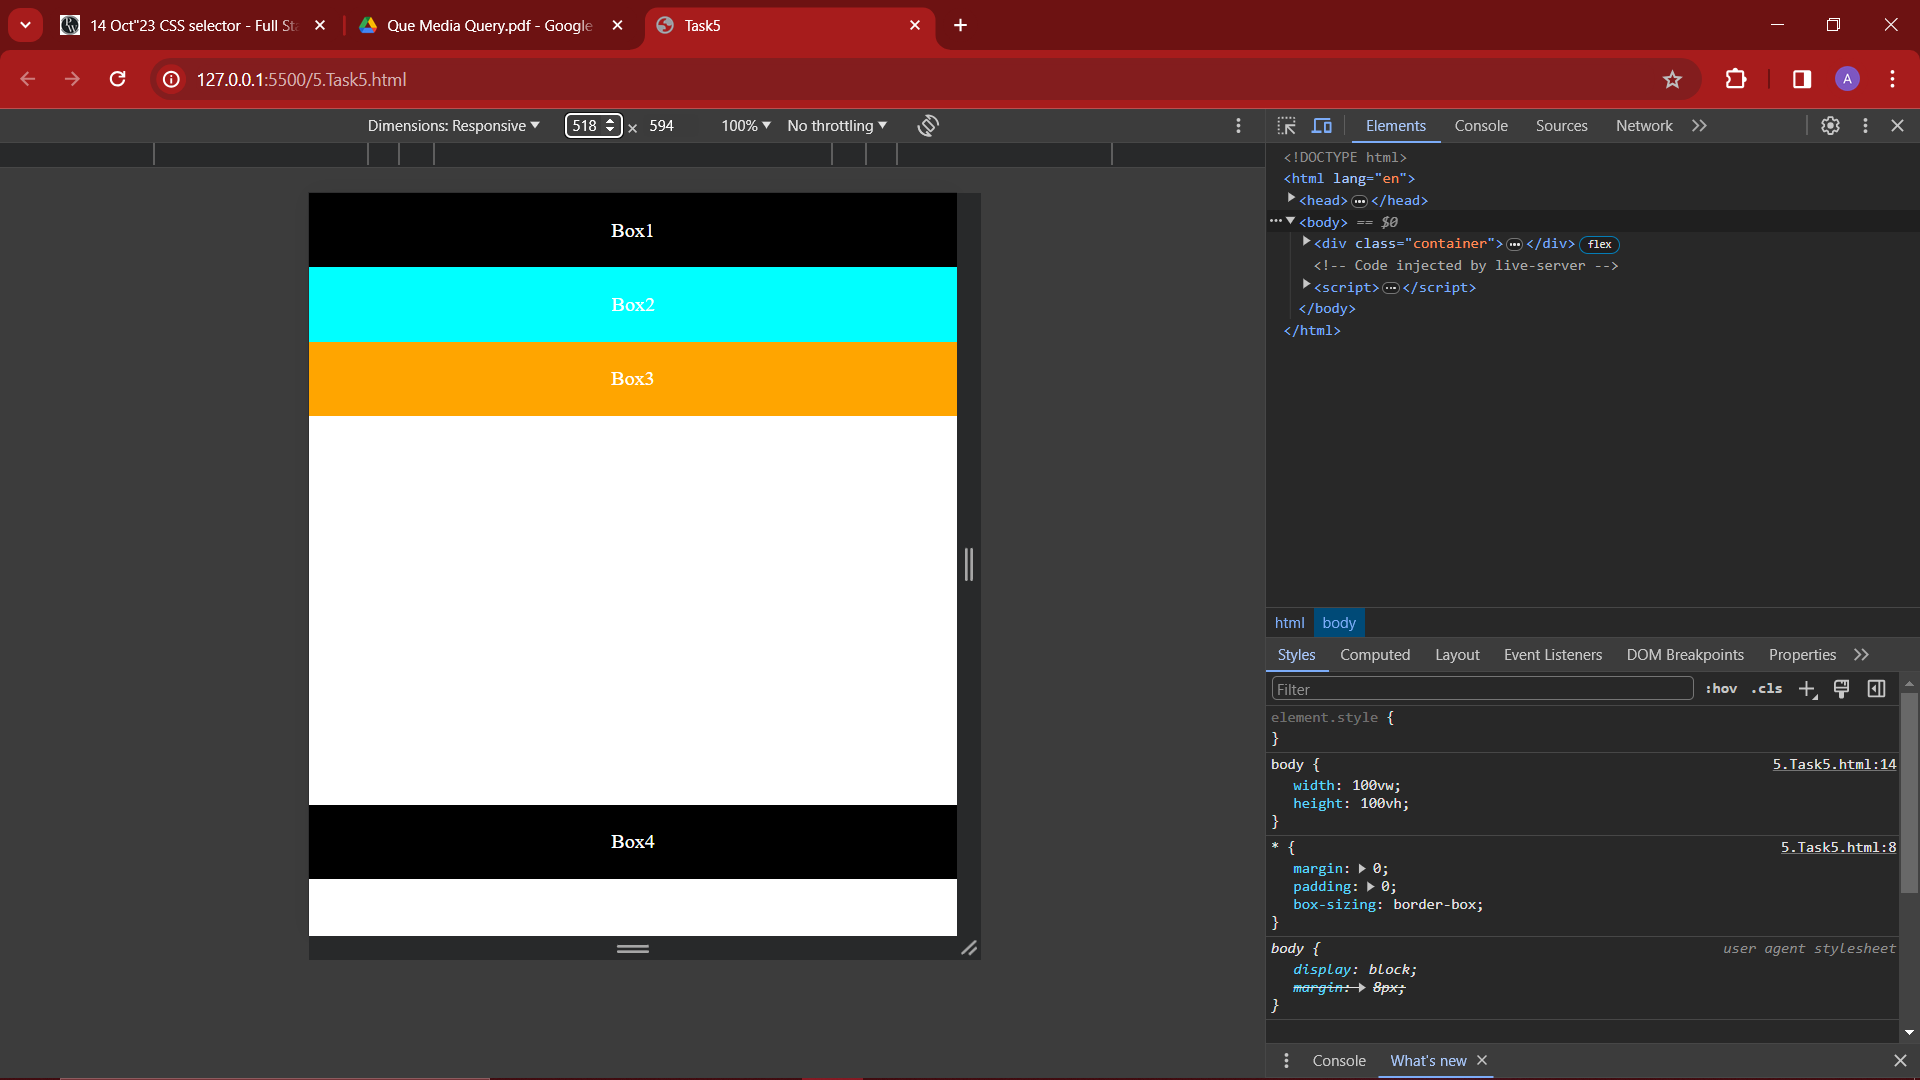 14 Oct"23 CSS selector - Full Sta
Que Media Query.pdf - Google
Task5
127.0.0.1:5500/5.Task5.html
A
Dimensions: Responsive
518 × 594
100%
No throttling
Elements
Console
Sources
Network
<!DOCTYPE html>
<html lang="en">
<head> ••• </head>
••• <body> == $0
<div class="container"> ••• </div> flex
<!-- Code injected by live-server -->
<script> ••• </script>
</body>
</html>
Box1
Box2
Box3
Box4
html body
Styles Computed Layout Event Listeners DOM Breakpoints Properties
Filter
:hov .cls
element.style {
}
body { 5.Task5.html:14
width: 100vw;
height: 100vh;
}
* { 5.Task5.html:8
margin: 0;
padding: 0;
box-sizing: border-box;
}
body { user agent stylesheet
display: block;
margin: 8px;
}
Console What's new